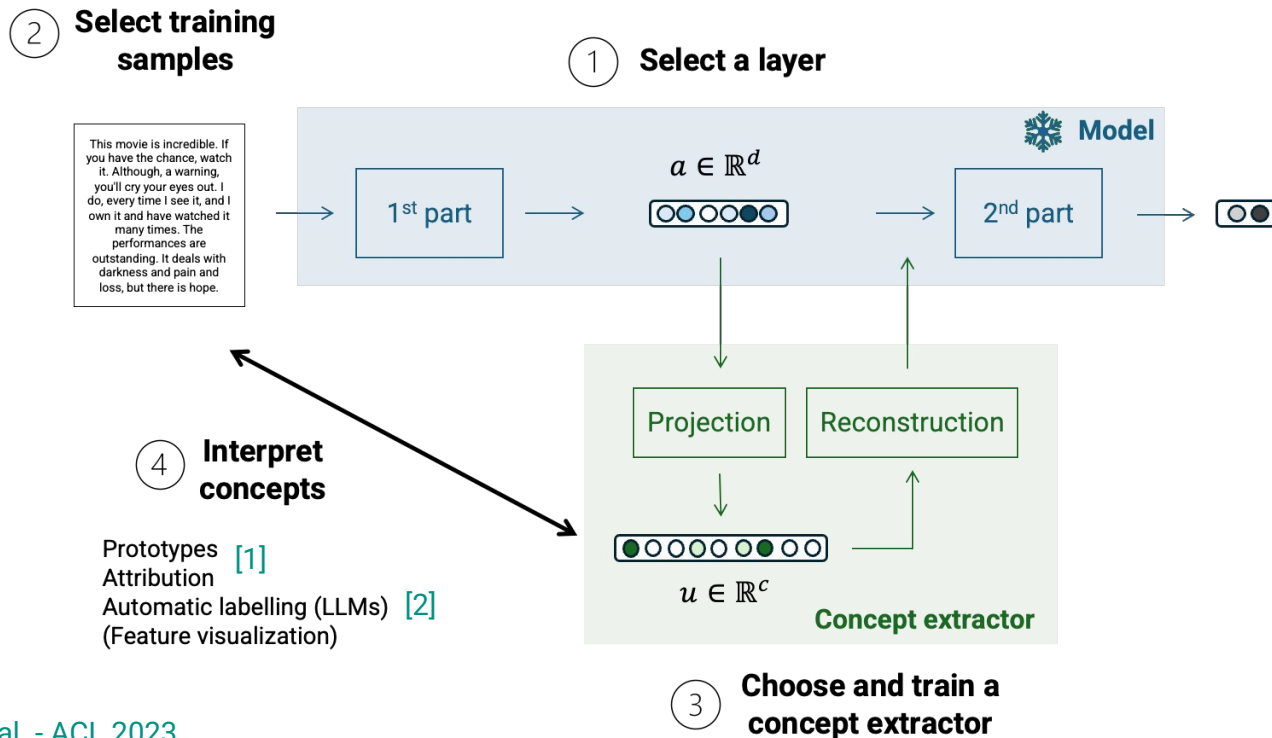 2
Select training
samples
1
Select a layer
This movie is incredible. If
you have the chance, watch
it. Although, a warning,
you'll cry your eyes out. I
do, every time I see it, and I
own it and have watched it
many times. The
performances are
outstanding. It deals with
darkness and pain and
loss, but there is hope.
Model
1st part
a ∈ ℝᵈ
2nd part
Projection
Reconstruction
u ∈ ℝᶜ
Concept extractor
4
Interpret
concepts
Prototypes [1]
Attribution
Automatic labelling (LLMs) [2]
(Feature visualization)
3
Choose and train a
concept extractor
al. - ACL 2023